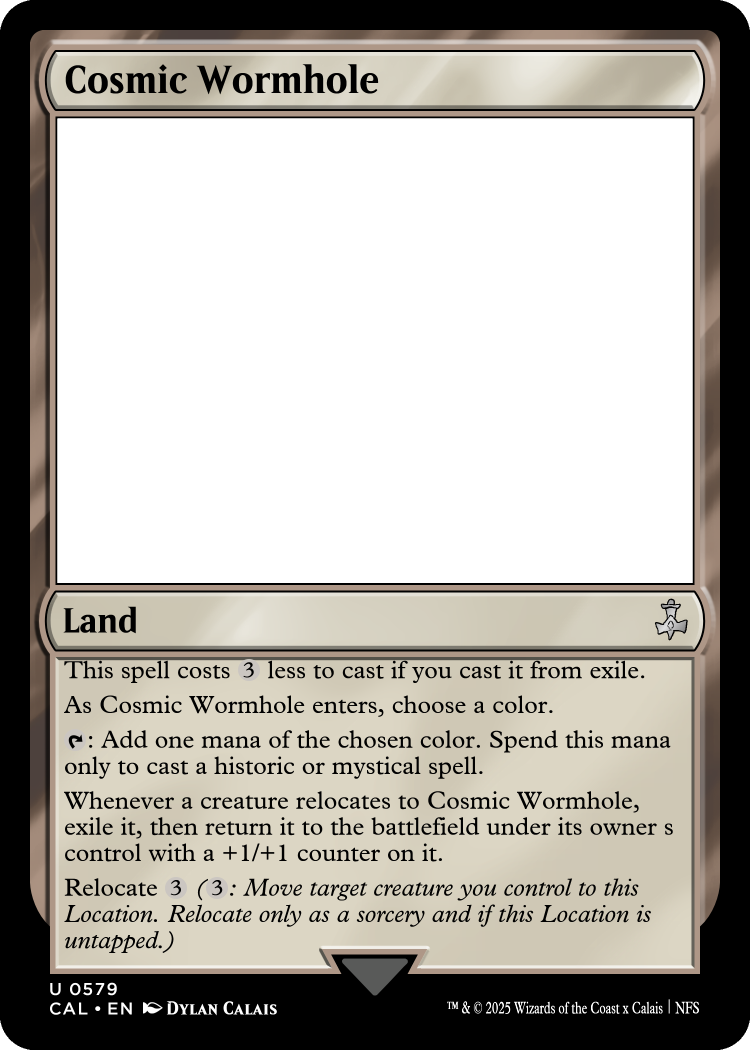 Cosmic Wormhole
Land
This spell costs 3 less to cast if you cast it from exile.
As Cosmic Wormhole enters, choose a color.
: Add one mana of the chosen color. Spend this mana
only to cast a historic or mystical spell.
Whenever a creature relocates to Cosmic Wormhole,
exile it, then return it to the battlefield under its owner s
control with a +1/+1 counter on it.
Relocate 3 (3: Move target creature you control to this
Location. Relocate only as a sorcery and if this Location is
untapped.)
U 0579
CAL • EN DYLAN CALAIS
™ & © 2025 Wizards of the Coast x Calais | NFS